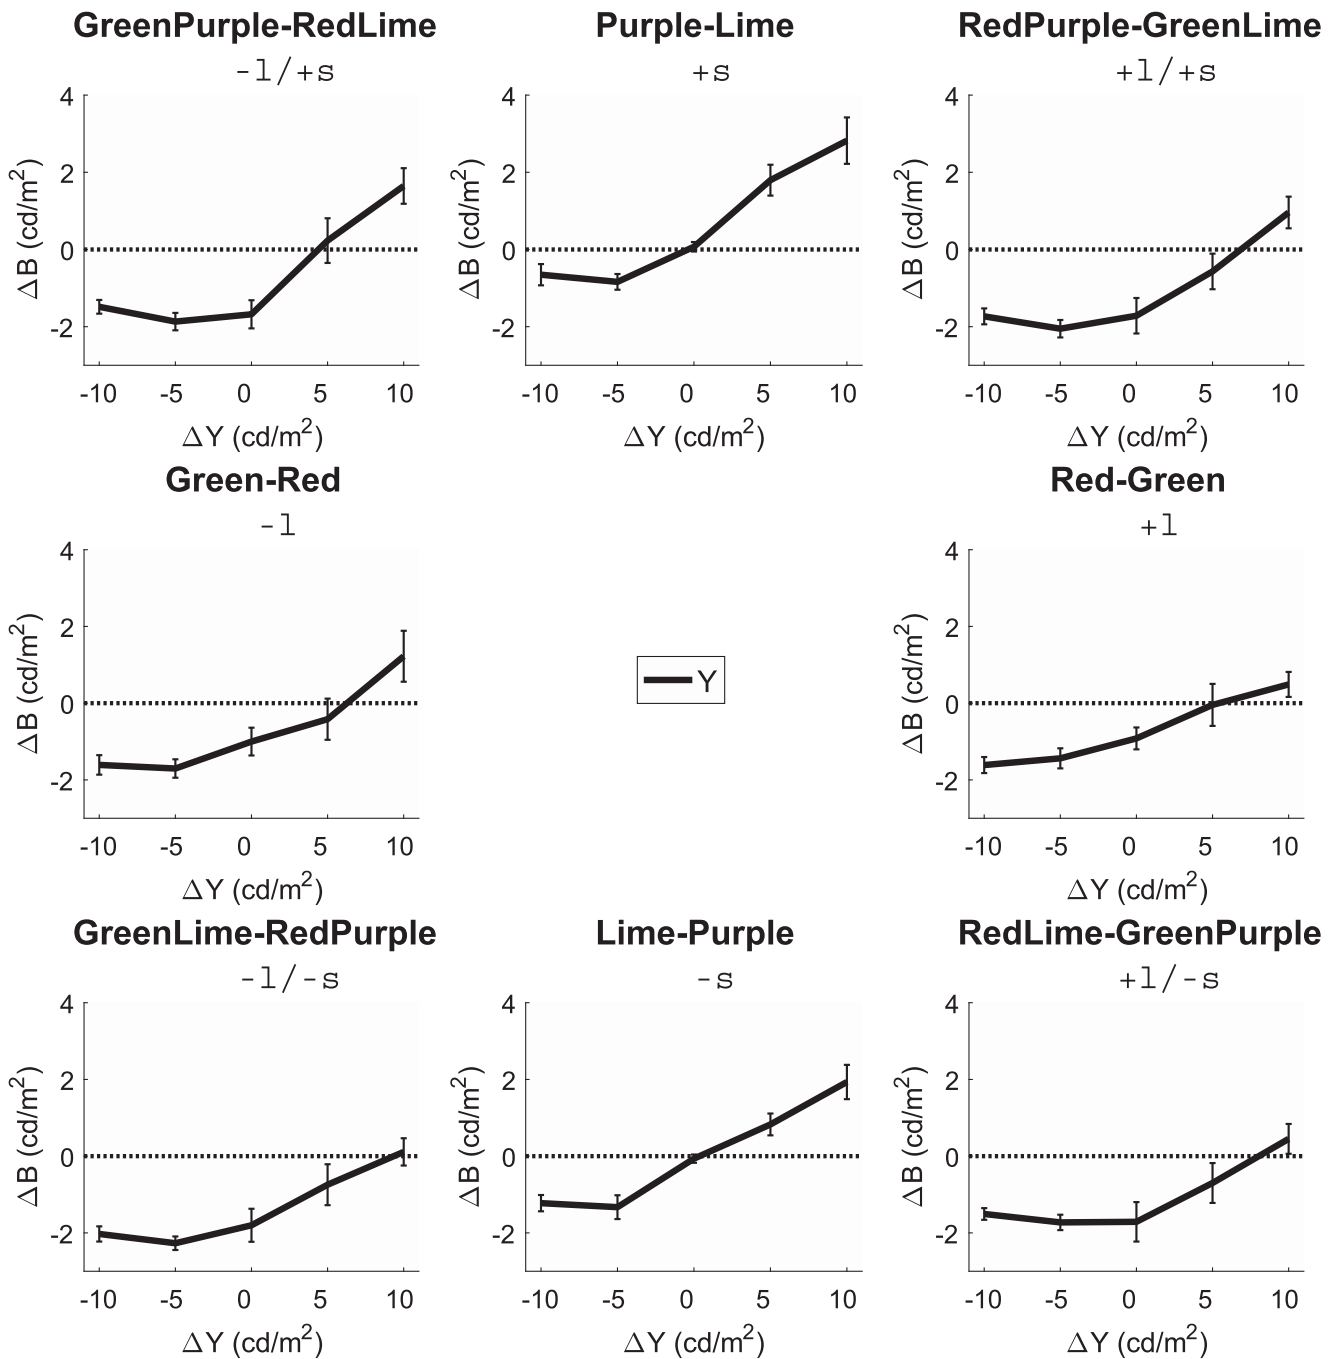 GreenPurple-RedLime
-l/+s
4
2
0
-2
ΔB (cd/m²)
-10 -5 0 5 10
ΔY (cd/m²)
Purple-Lime
+s
4
2
0
-2
ΔB (cd/m²)
-10 -5 0 5 10
ΔY (cd/m²)
RedPurple-GreenLime
+l/+s
4
2
0
-2
ΔB (cd/m²)
-10 -5 0 5 10
ΔY (cd/m²)
Green-Red
-l
4
2
0
-2
ΔB (cd/m²)
-10 -5 0 5 10
ΔY (cd/m²)
Y
Red-Green
+l
4
2
0
-2
ΔB (cd/m²)
-10 -5 0 5 10
ΔY (cd/m²)
GreenLime-RedPurple
-l/-s
4
2
0
-2
ΔB (cd/m²)
-10 -5 0 5 10
ΔY (cd/m²)
Lime-Purple
-s
4
2
0
-2
ΔB (cd/m²)
-10 -5 0 5 10
ΔY (cd/m²)
RedLime-GreenPurple
+l/-s
4
2
0
-2
ΔB (cd/m²)
-10 -5 0 5 10
ΔY (cd/m²)